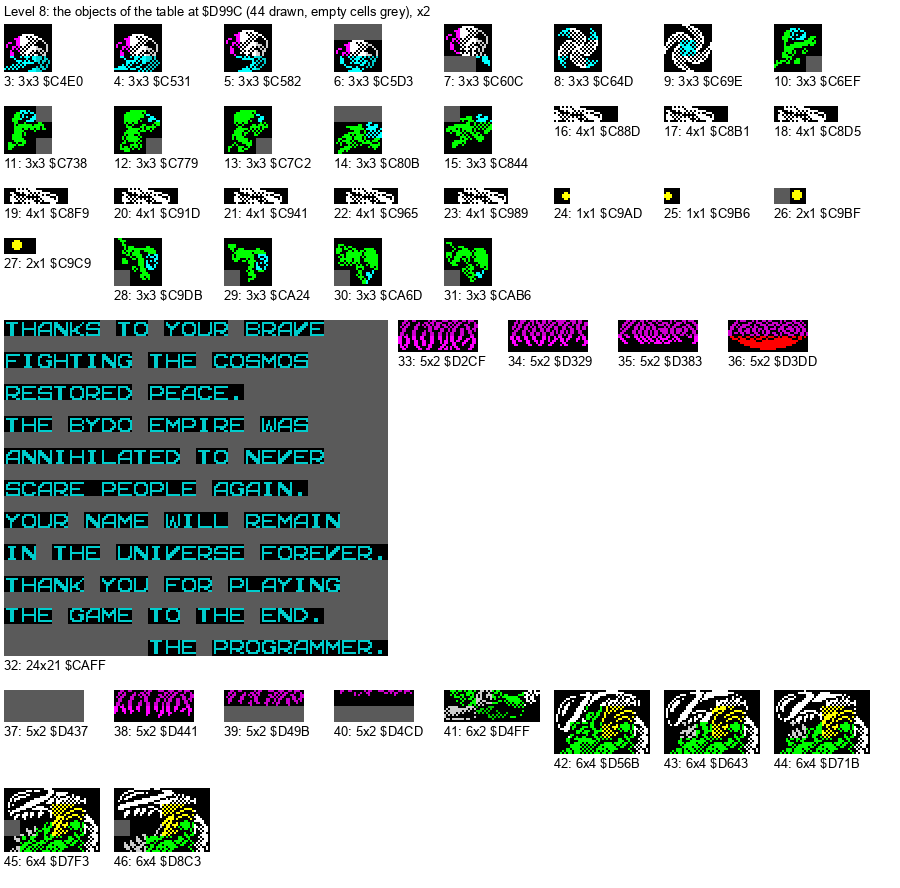 Level 8: the objects of the table at $D99C (44 drawn, empty cells grey), x2
3: 3x3 $C4E0
4: 3x3 $C531
5: 3x3 $C582
6: 3x3 $C5D3
7: 3x3 $C60C
8: 3x3 $C64D
9: 3x3 $C69E
10: 3x3 $C6EF
11: 3x3 $C738
12: 3x3 $C779
13: 3x3 $C7C2
14: 3x3 $C80B
15: 3x3 $C844
16: 4x1 $C88D
17: 4x1 $C8B1
18: 4x1 $C8D5
19: 4x1 $C8F9
20: 4x1 $C91D
21: 4x1 $C941
22: 4x1 $C965
23: 4x1 $C989
24: 1x1 $C9AD
25: 1x1 $C9B6
26: 2x1 $C9BF
27: 2x1 $C9C9
28: 3x3 $C9DB
29: 3x3 $CA24
30: 3x3 $CA6D
31: 3x3 $CAB6
THANKS TO YOUR BRAVE
FIGHTING THE COSMOS
RESTORED PEACE.
THE BYDO EMPIRE WAS
ANNIHILATED TO NEVER
SCARE PEOPLE AGAIN.
YOUR NAME WILL REMAIN
IN THE UNIVERSE FOREVER.
THANK YOU FOR PLAYING
THE GAME TO THE END.
THE PROGRAMMER.
32: 24x21 $CAFF
33: 5x2 $D2CF
34: 5x2 $D329
35: 5x2 $D383
36: 5x2 $D3DD
37: 5x2 $D437
38: 5x2 $D441
39: 5x2 $D49B
40: 5x2 $D4CD
41: 6x2 $D4FF
42: 6x4 $D56B
43: 6x4 $D643
44: 6x4 $D71B
45: 6x4 $D7F3
46: 6x4 $D8C3